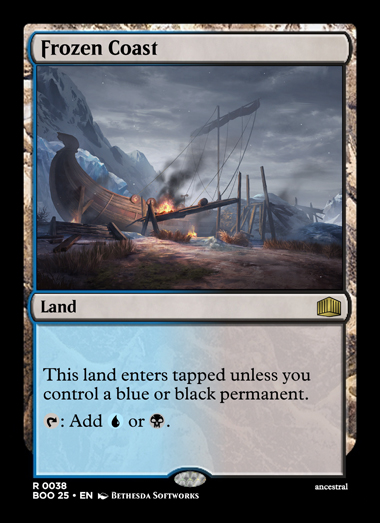 Frozen Coast
Land
This land enters tapped unless you
control a blue or black permanent.
: Add or .
R 0038
ancestral
BOO 25 • EN Bethesda Softworks